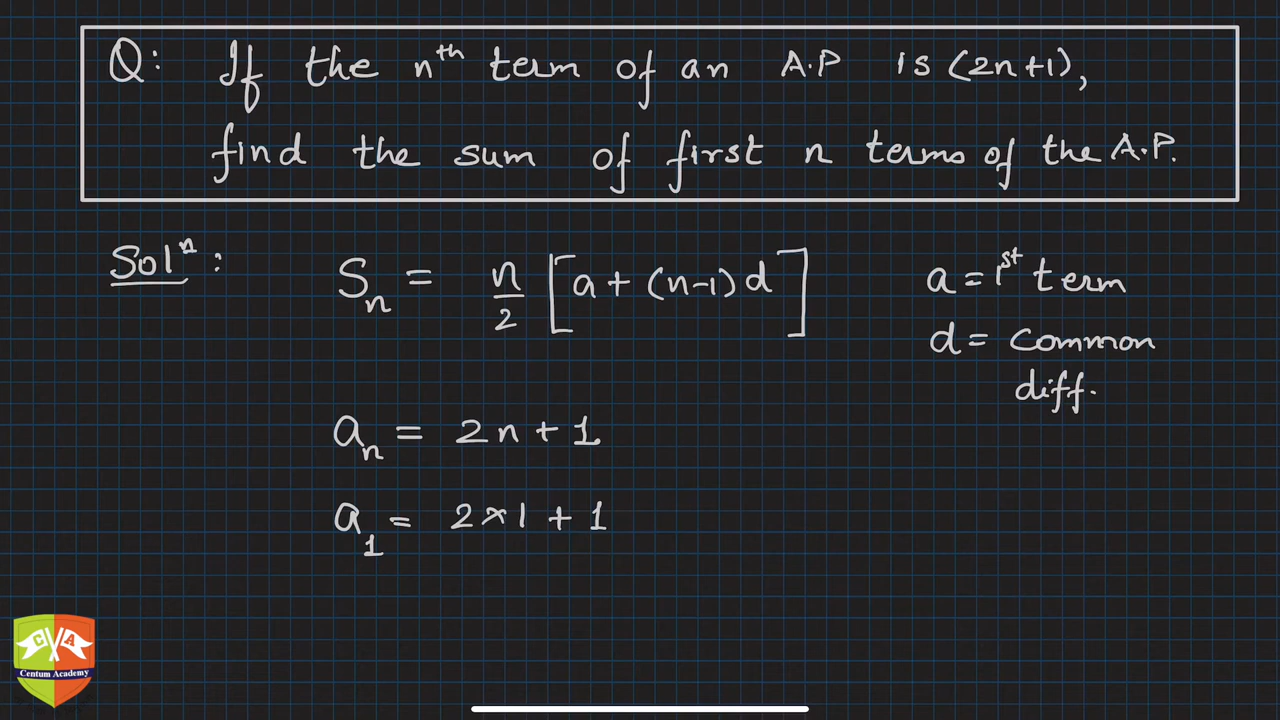 Q: If the nth term of an A.P is (2n+1),
find the sum of first n terms of the A.P.
Solⁿ: Sₙ = n/2 [a + (n-1)d]
a = 1st term
d = common
diff.
aₙ = 2n + 1
a₁ = 2×1 + 1
CA
Centum Academy